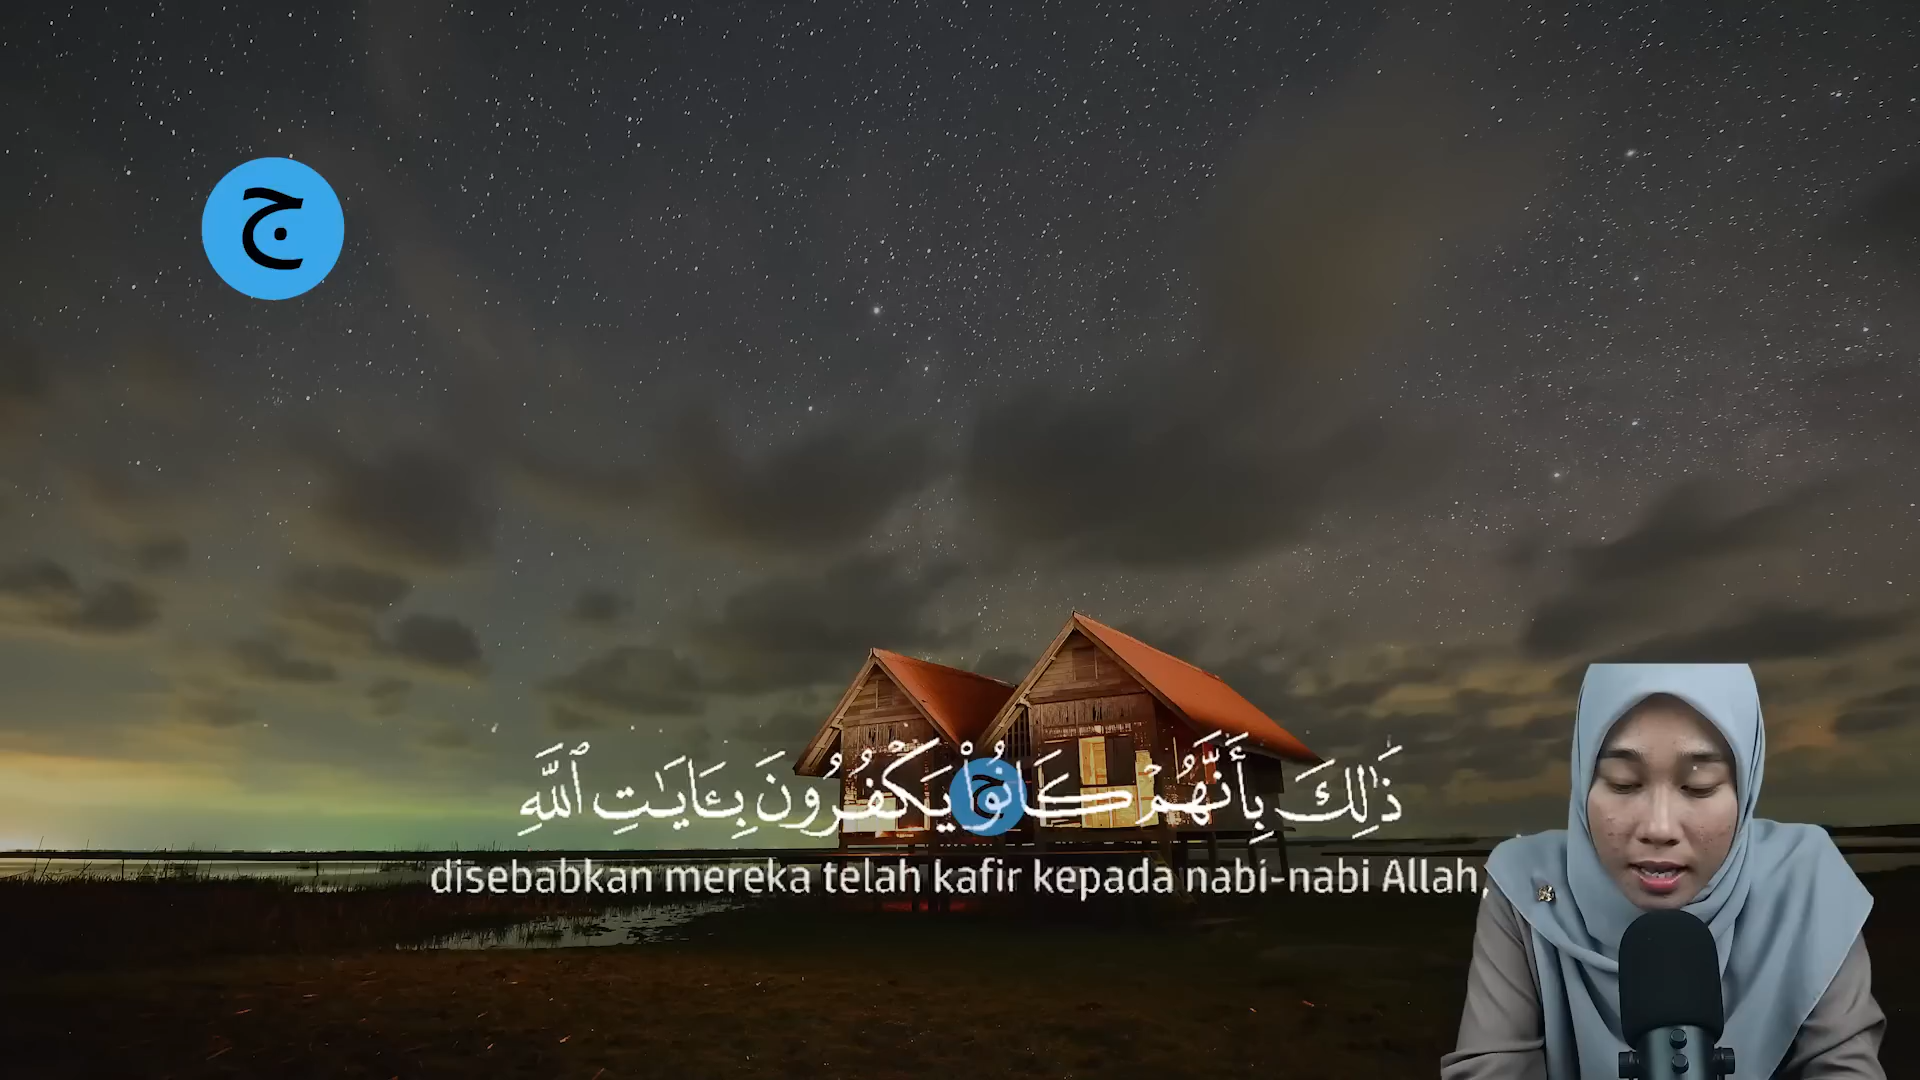 ج
ذَٰلِكَ بِأَنَّهُمْ كَانُوا۟ يَكْفُرُونَ بِـَٔايَـٰتِ ٱللَّهِ
ج
disebabkan mereka telah kafir kepada nabi-nabi Allah,